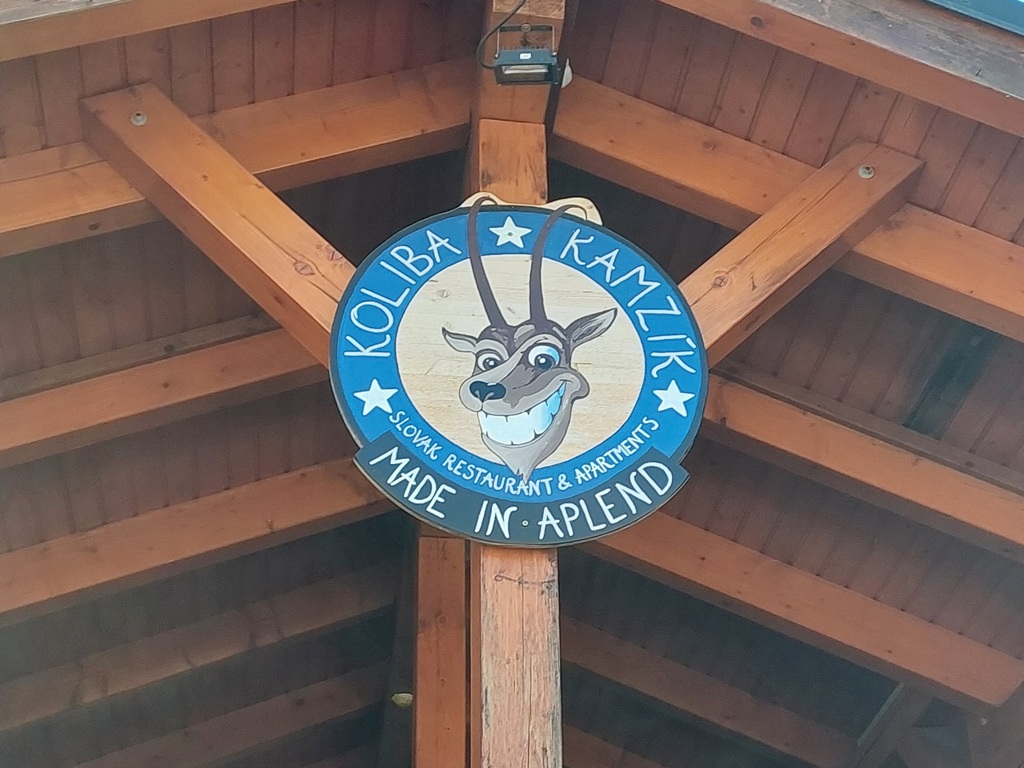 KOLIBA KAMZÍK
SLOVAK RESTAURANT & APARTMENTS
MADE IN · APLEND